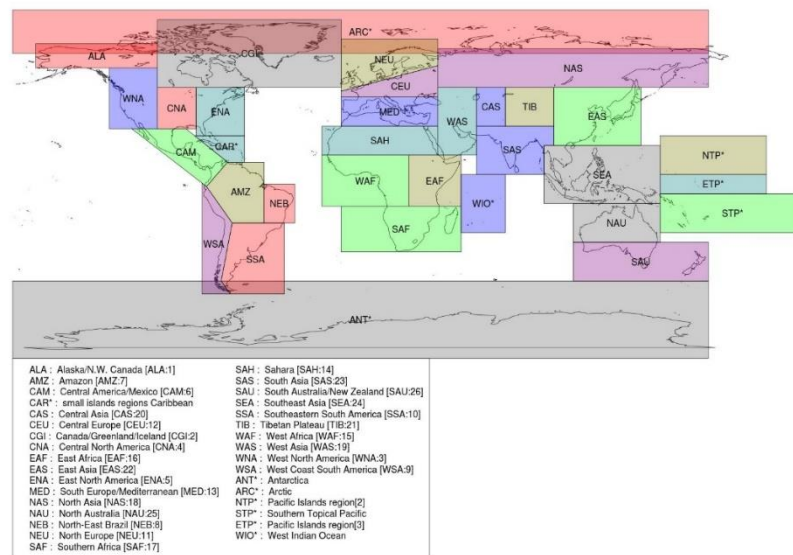 ARC*
ALA
CGI
NEU
NAS
CEU
WNA
CNA
ENA
MED
WAS
CAS
TIB
EAS
CAR*
SAH
SAS
CAM
NTP*
AMZ
WAF
EAF
SEA
ETP*
NEB
WIO*
STP*
WSA
SAF
NAU
SSA
SAU
ANT*
ALA : Alaska/N.W. Canada [ALA:1]
AMZ : Amazon [AMZ:7]
CAM : Central America/Mexico [CAM:6]
CAR* : small islands regions Caribbean
CAS : Central Asia [CAS:20]
CEU : Central Europe [CEU:12]
CGI : Canada/Greenland/Iceland [CGI:2]
CNA : Central North America [CNA:4]
EAF : East Africa [EAF:16]
EAS : East Asia [EAS:22]
ENA : East North America [ENA:5]
MED : South Europe/Mediterranean [MED:13]
NAS : North Asia [NAS:18]
NAU : North Australia [NAU:25]
NEB : North-East Brazil [NEB:8]
NEU : North Europe [NEU:11]
SAF : Southern Africa [SAF:17]
SAH : Sahara [SAH:14]
SAS : South Asia [SAS:23]
SAU : South Australia/New Zealand [SAU:26]
SEA : Southeast Asia [SEA:24]
SSA : Southeastern South America [SSA:10]
TIB : Tibetan Plateau [TIB:21]
WAF : West Africa [WAF:15]
WAS : West Asia [WAS:19]
WNA : West North America [WNA:3]
WSA : West Coast South America [WSA:9]
ANT* : Antarctica
ARC* : Arctic
NTP* : Pacific Islands region[2]
STP* : Southern Topical Pacific
ETP* : Pacific Islands region[3]
WIO* : West Indian Ocean